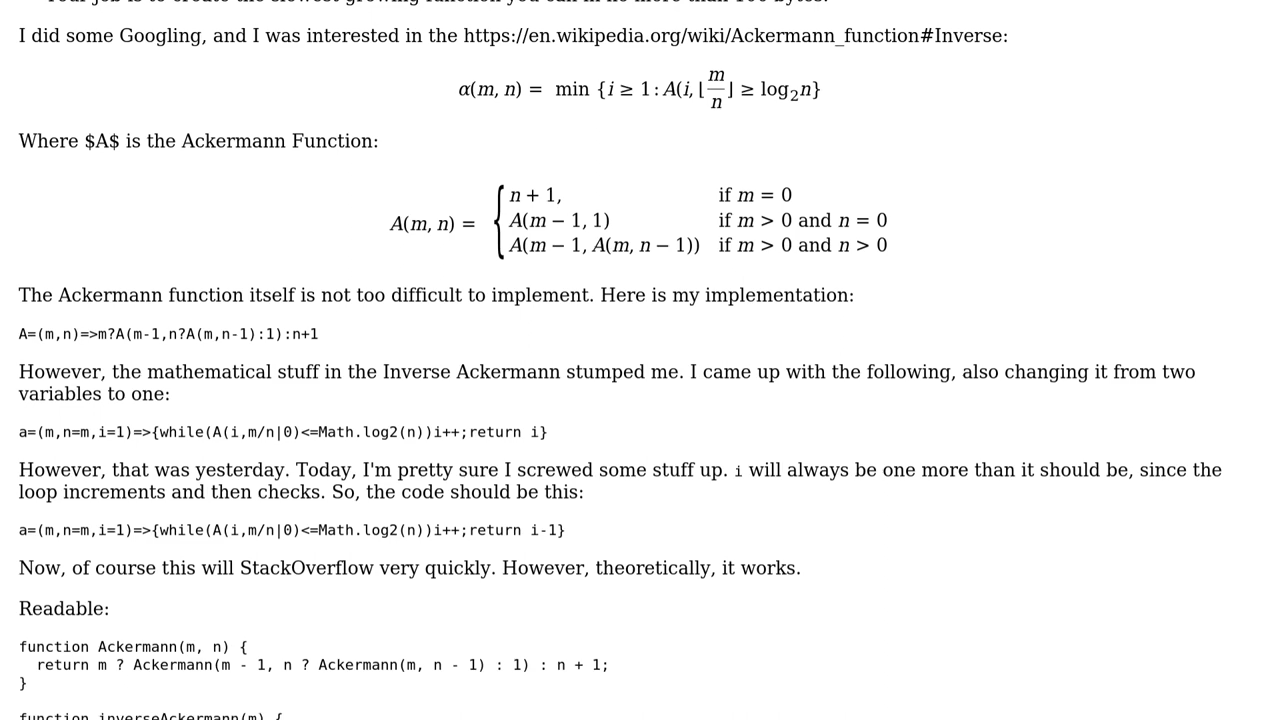 I did some Googling, and I was interested in the https://en.wikipedia.org/wiki/Ackermann_function#Inverse:
α(m, n) = min {i ≥ 1 : A(i, ⌊m/n⌋ ≥ log₂n}
Where $A$ is the Ackermann Function:
A(m, n) = { n + 1, if m = 0
A(m − 1, 1) if m > 0 and n = 0
A(m − 1, A(m, n − 1)) if m > 0 and n > 0
The Ackermann function itself is not too difficult to implement. Here is my implementation:
A=(m,n)=>m?A(m-1,n?A(m,n-1):1):n+1
However, the mathematical stuff in the Inverse Ackermann stumped me. I came up with the following, also changing it from two
variables to one:
a=(m,n=m,i=1)=>{while(A(i,m/n|0)<=Math.log2(n))i++;return i}
However, that was yesterday. Today, I'm pretty sure I screwed some stuff up. i will always be one more than it should be, since the
loop increments and then checks. So, the code should be this:
a=(m,n=m,i=1)=>{while(A(i,m/n|0)<=Math.log2(n))i++;return i-1}
Now, of course this will StackOverflow very quickly. However, theoretically, it works.
Readable:
function Ackermann(m, n) {
  return m ? Ackermann(m - 1, n ? Ackermann(m, n - 1) : 1) : n + 1;
}
function inverseAckermann(m) {